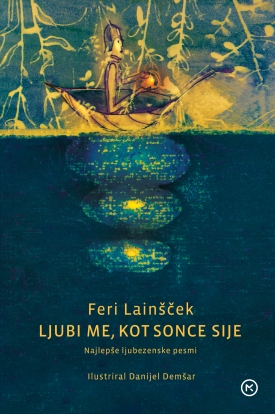 Feri Lainšček
LJUBI ME, KOT SONCE SIJE
Najlepše ljubezenske pesmi
Ilustriral Danijel Demšar